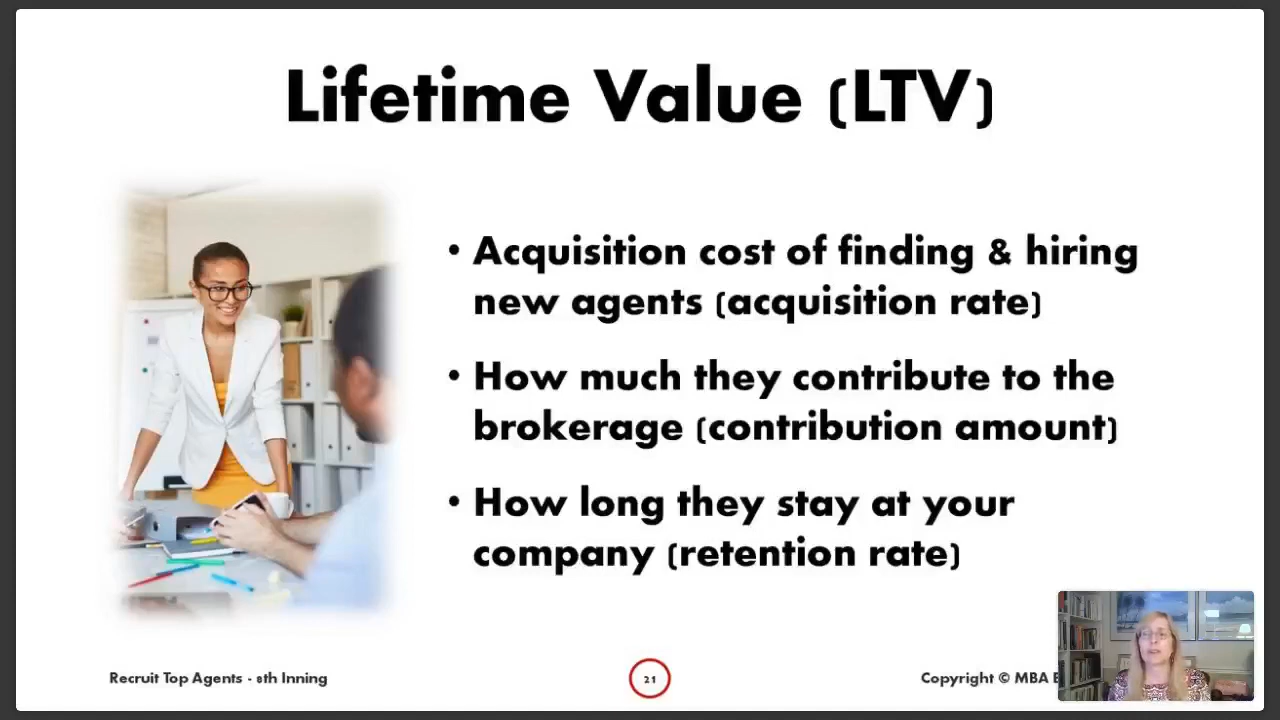 Lifetime Value (LTV)
• Acquisition cost of finding & hiring
new agents (acquisition rate)
• How much they contribute to the
brokerage (contribution amount)
• How long they stay at your
company (retention rate)
Recruit Top Agents - 8th Inning
21
Copyright © MBA